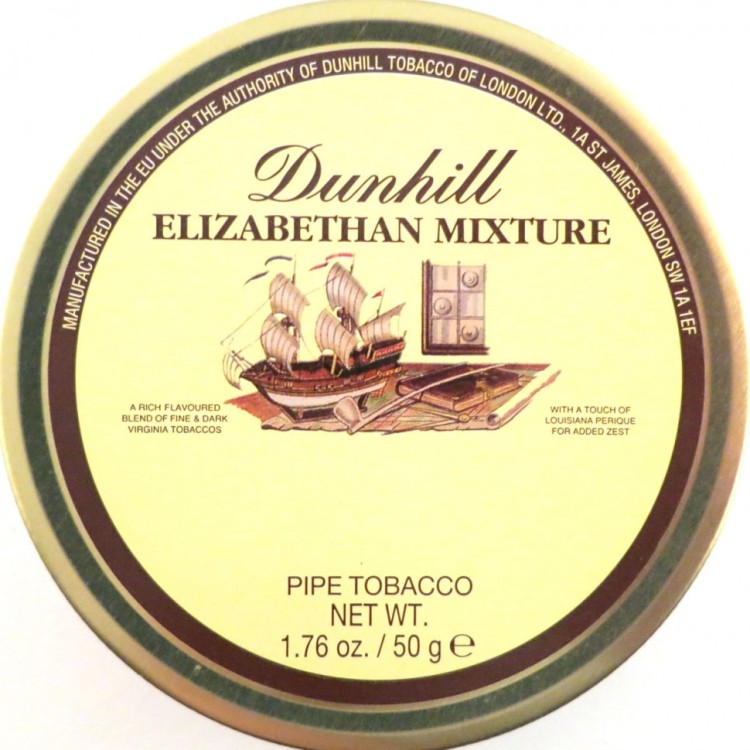 MANUFACTURED IN THE EU UNDER THE AUTHORITY OF DUNHILL TOBACCO OF LONDON LTD., 1A ST JAMES, LONDON SW 1A 1EF
Dunhill
ELIZABETHAN MIXTURE
A RICH FLAVOURED
BLEND OF FINE & DARK
VIRGINIA TOBACCOS
WITH A TOUCH OF
LOUISIANA PERIQUE
FOR ADDED ZEST
PIPE TOBACCO
NET WT.
1.76 oz. / 50 g ℮